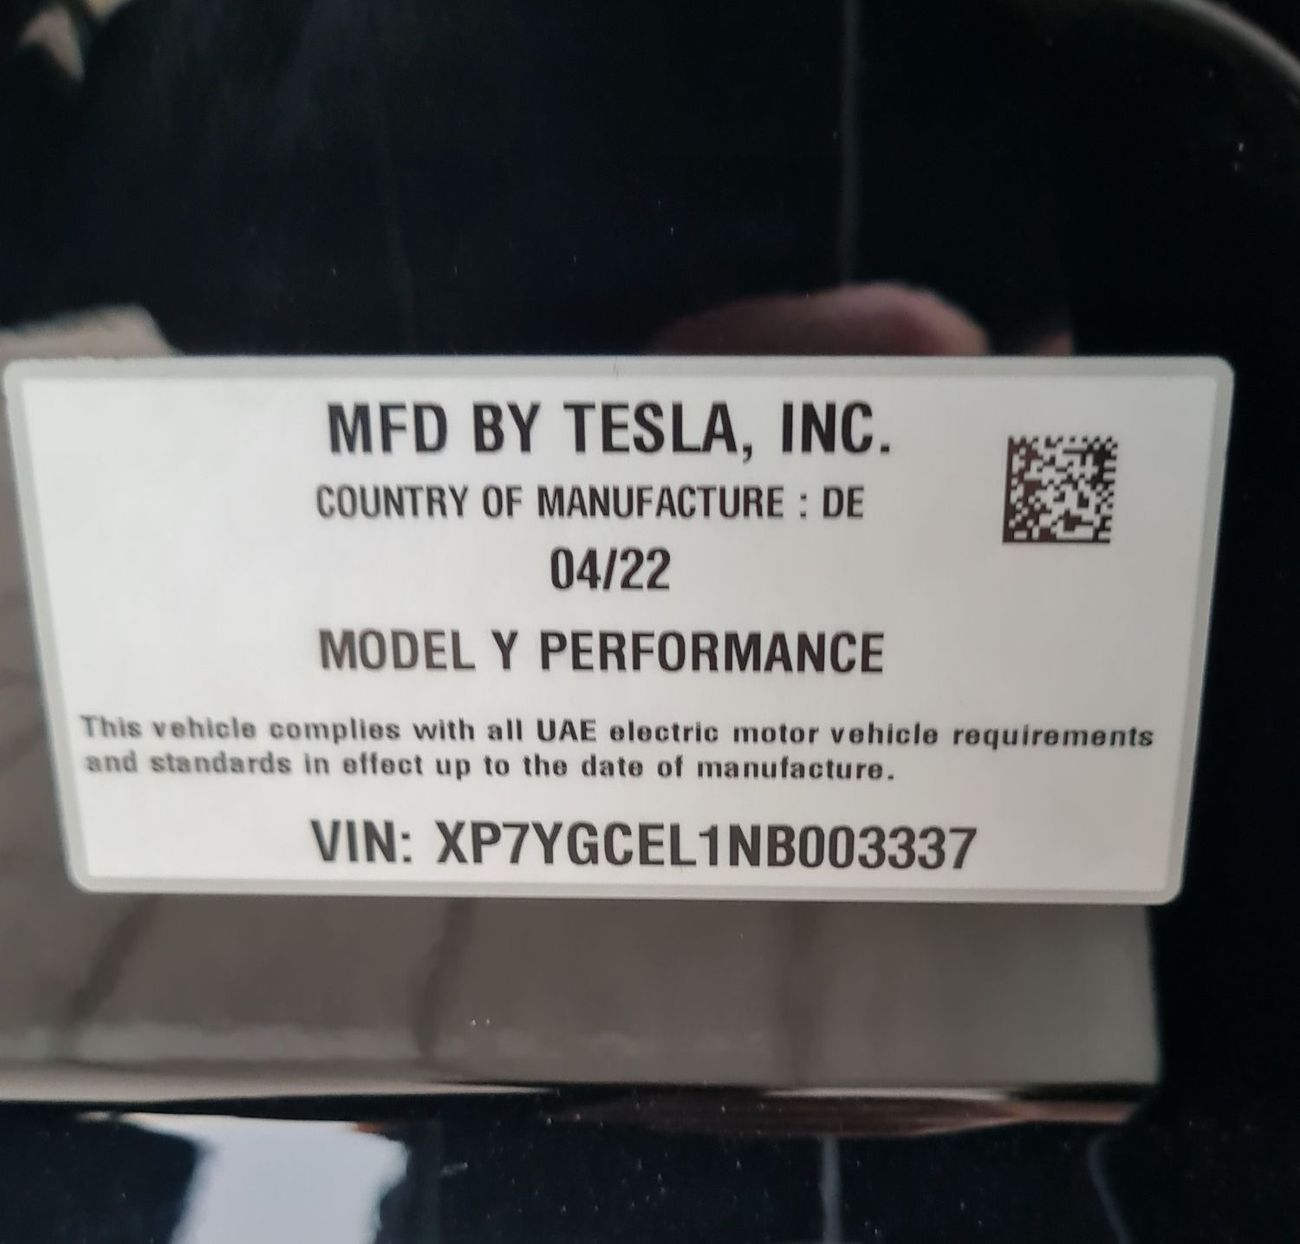 MFD BY TESLA, INC.
COUNTRY OF MANUFACTURE : DE
04/22
MODEL Y PERFORMANCE
This vehicle complies with all UAE electric motor vehicle requirements
and standards in effect up to the date of manufacture.
VIN: XP7YGCEL1NB003337